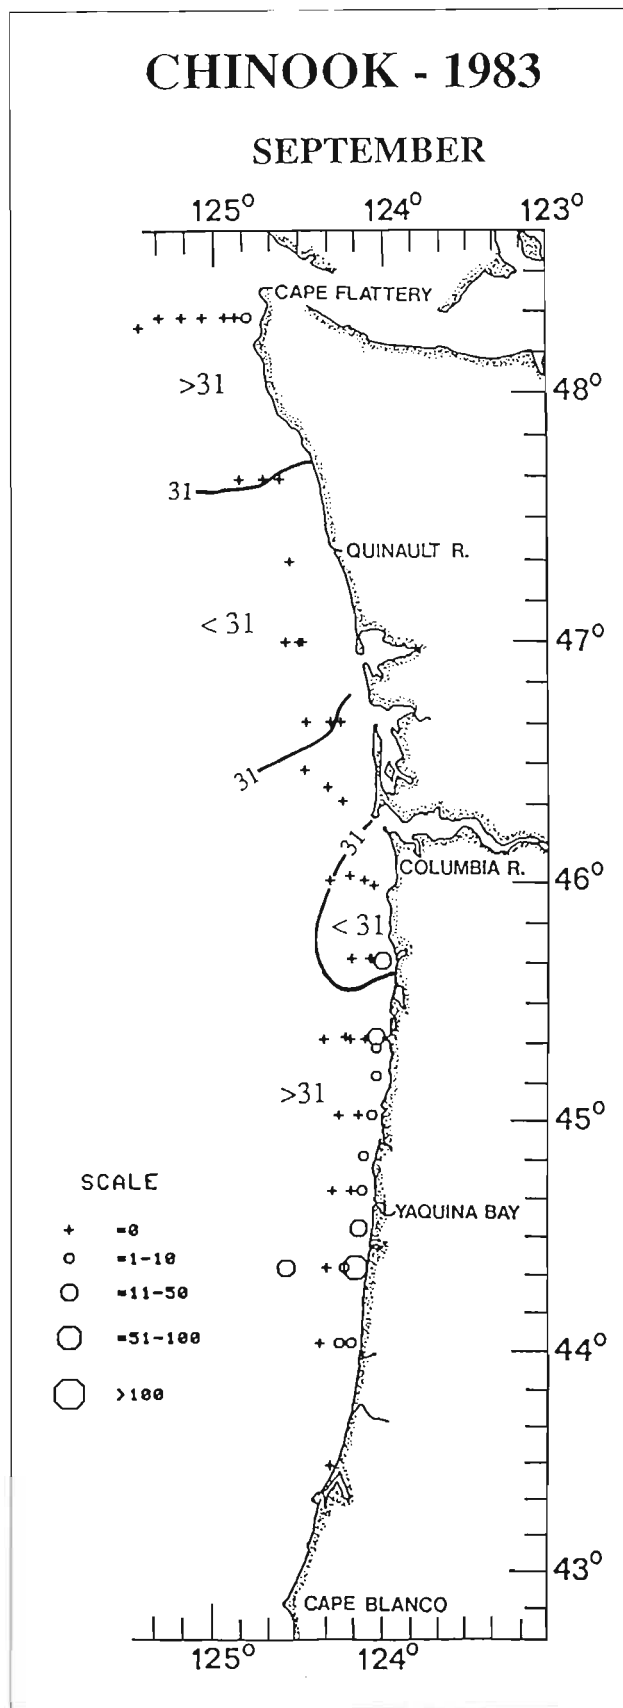 CHINOOK - 1983
SEPTEMBER
125° 124° 123°
CAPE FLATTERY
>31
48°
31
QUINAULT R.
< 31
47°
31
31
COLUMBIA R.
46°
< 31
>31
45°
SCALE
YAQUINA BAY
+ =0
=1-10
=11-50
=51-100
>100
44°
43°
CAPE BLANCO
125° 124°